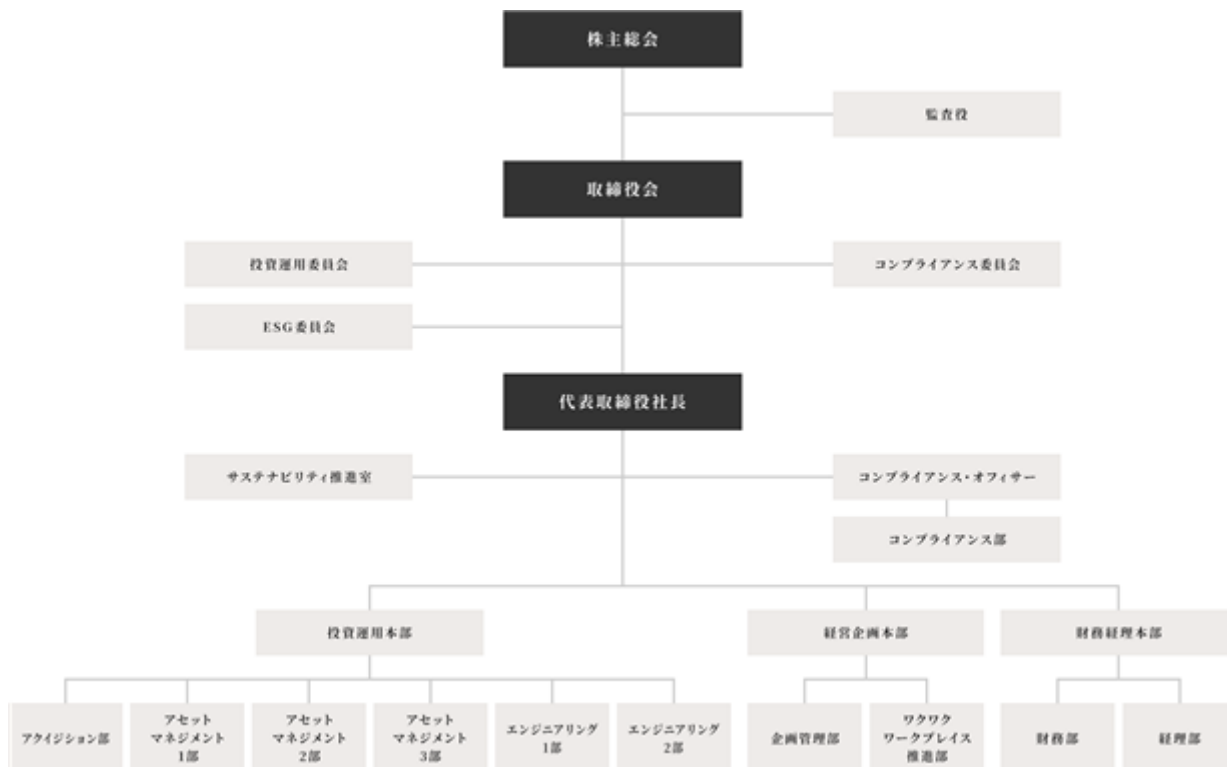 株主総会
監査役
取締役会
投資運用委員会
コンプライアンス委員会
ESG委員会
代表取締役社長
サステナビリティ推進室
コンプライアンス・オフィサー
コンプライアンス部
投資運用本部
経営企画本部
財務経理本部
アクイジション部
アセット
マネジメント
1部
アセット
マネジメント
2部
アセット
マネジメント
3部
エンジニアリング
1部
エンジニアリング
2部
企画管理部
ワクワク
ワークプレイス
推進部
財務部
経理部